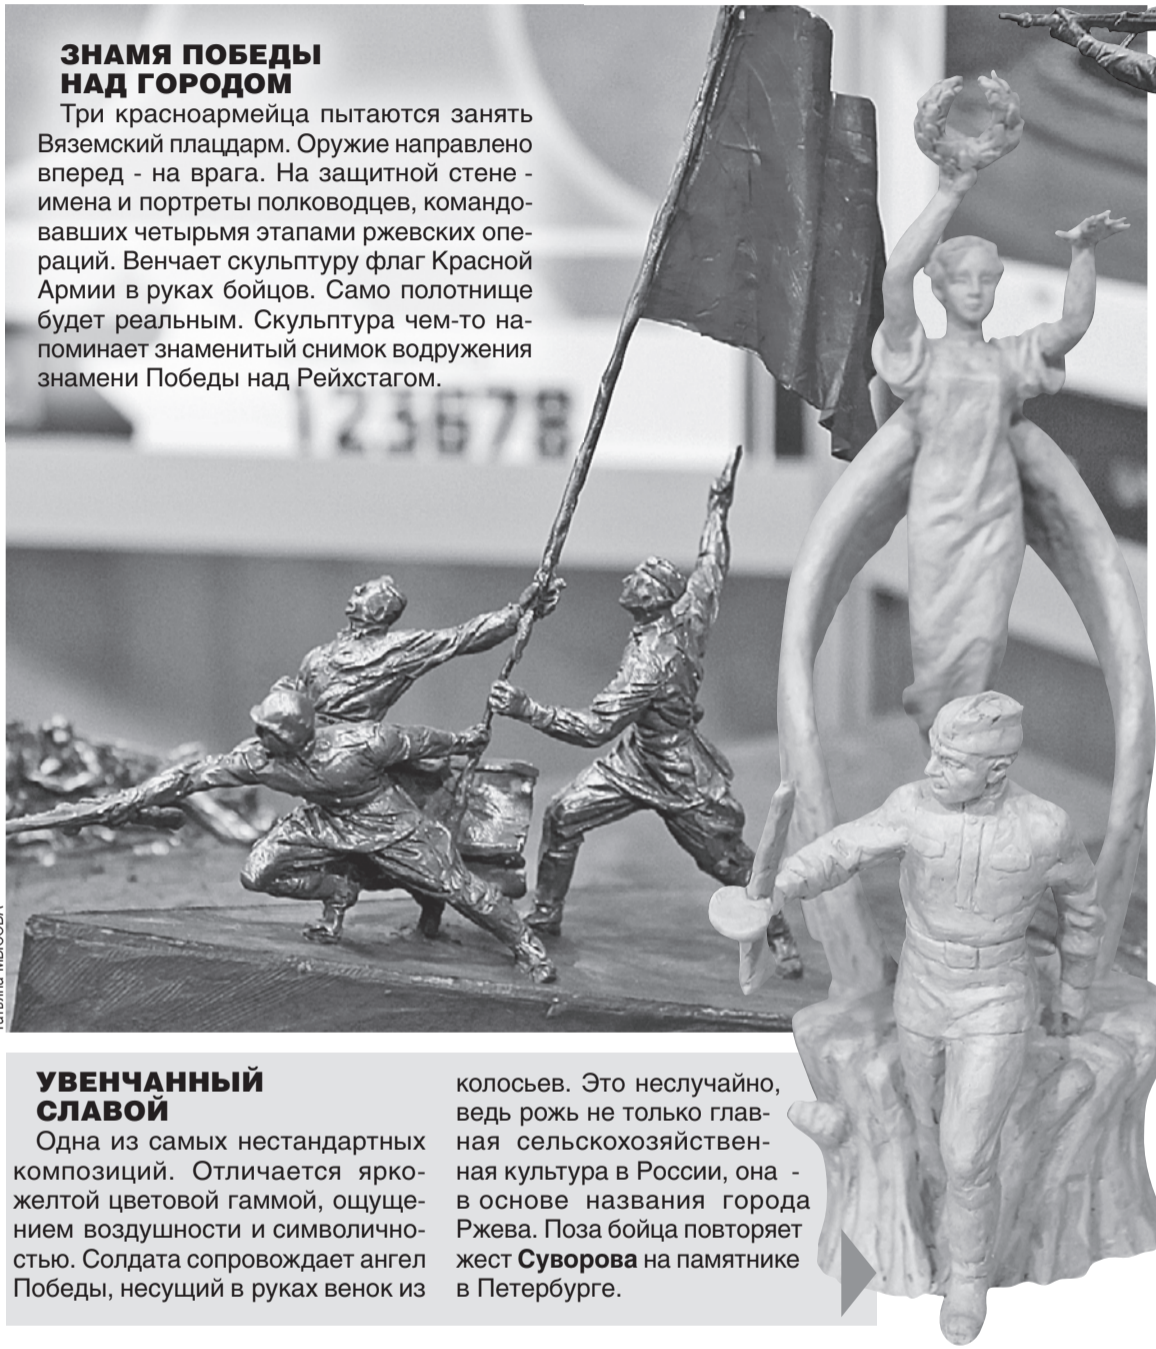 ЗНАМЯ ПОБЕДЫ
НАД ГОРОДОМ
Три красноармейца пытаются занять
Вяземский плацдарм. Оружие направлено
вперед - на врага. На защитной стене -
имена и портреты полководцев, командо-
вавших четырьмя этапами ржевских опе-
раций. Венчает скульптуру флаг Красной
Армии в руках бойцов. Само полотнище
будет реальным. Скульптура чем-то на-
поминает знаменитый снимок водружения
знамени Победы над Рейхстагом.
123678
УВЕНЧАННЫЙ
СЛАВОЙ
Одна из самых нестандартных
композиций. Отличается ярко-
желтой цветовой гаммой, ощуще-
нием воздушности и символично-
стью. Солдата сопровождает ангел
Победы, несущий в руках венок из
колосьев. Это неслучайно,
ведь рожь не только глав-
ная сельскохозяйствен-
ная культура в России, она -
в основе названия города
Ржева. Поза бойца повторяет
жест Суворова на памятнике
в Петербурге.